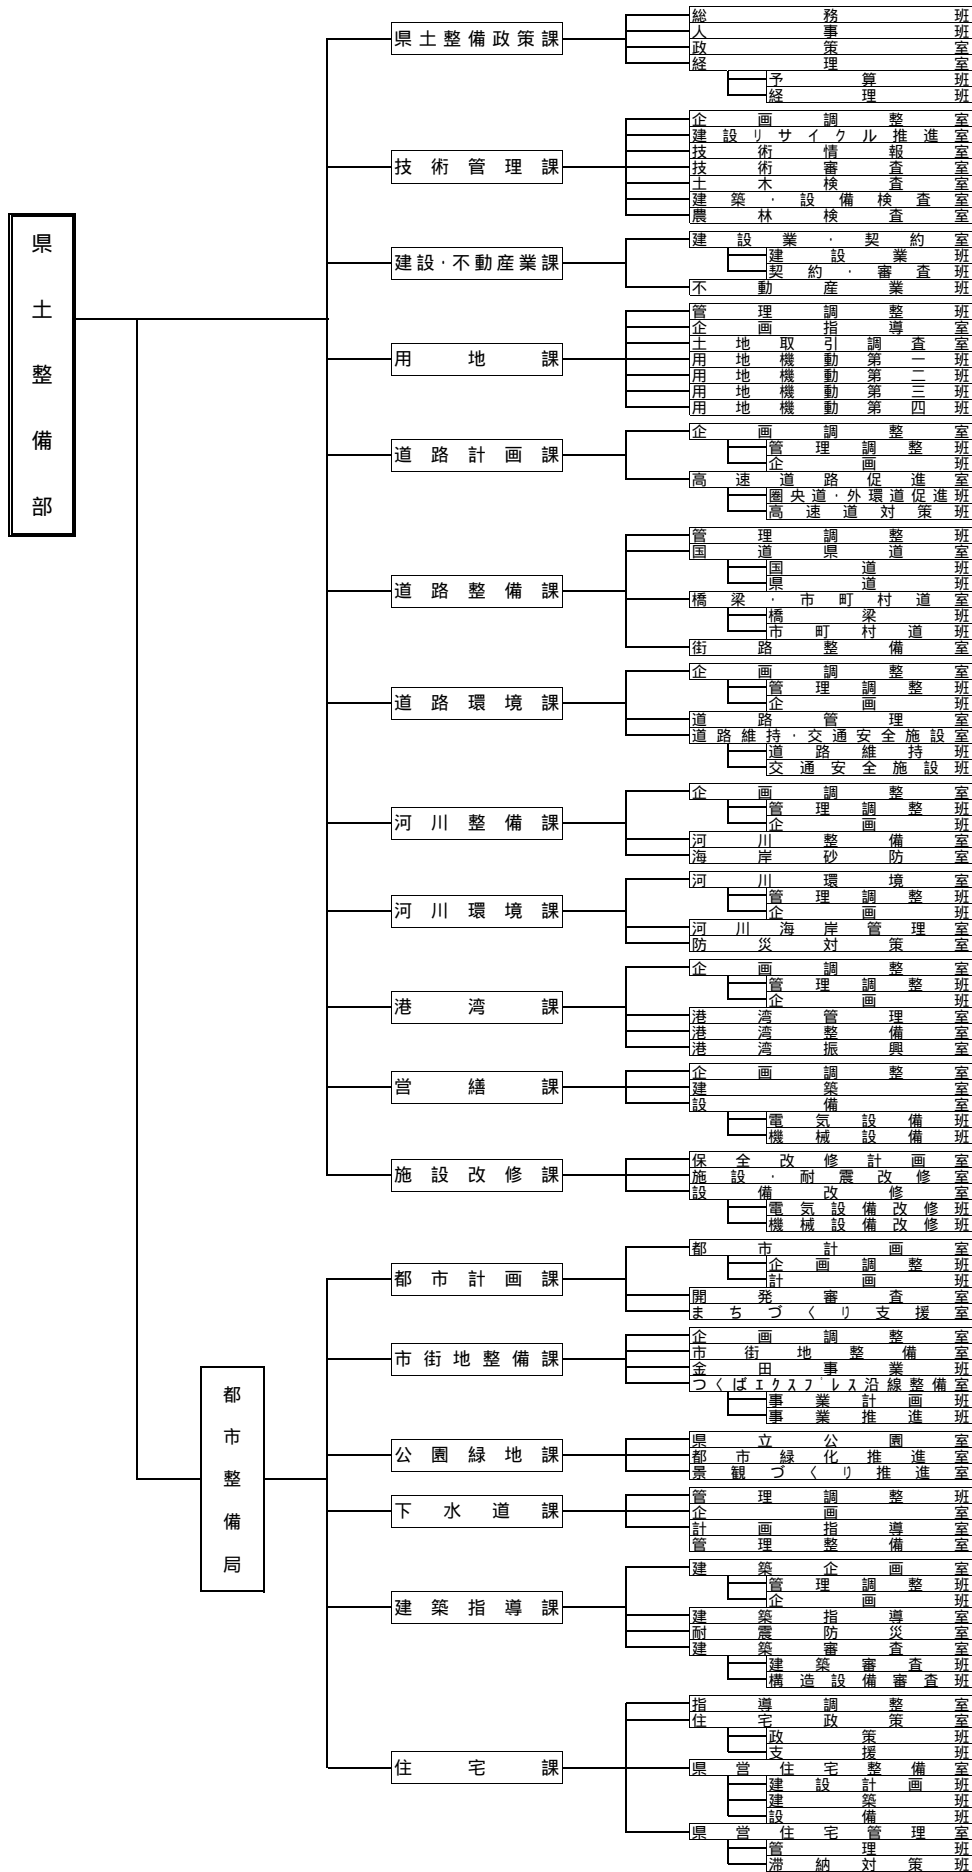 県土整備部
県土整備政策課
総務班
人事班
政策室
経理室
予算班
経理班
技術管理課
企画調整室
建設リサイクル推進室
技術情報室
技術審査室
土木検査室
建築・設備検査室
農林検査室
建設・不動産業課
建設業・契約室
建設業班
契約・審査班
不動産業班
用地課
管理調整班
企画指導室
土地取引調査室
用地機動第一班
用地機動第二班
用地機動第三班
用地機動第四班
道路計画課
企画調整室
管理調整班
企画班
高速道路促進室
圏央道・外環道促進班
高速道対策班
道路整備課
管理調整班
国道県道室
国道班
県道班
橋梁・市町村道室
橋梁班
市町村道班
街路整備室
道路環境課
企画調整室
管理調整班
企画班
道路管理室
道路維持・交通安全施設室
道路維持班
交通安全施設班
河川整備課
企画調整室
管理調整班
企画班
河川整備室
海岸砂防室
河川環境課
河川環境室
管理調整班
企画班
河川海岸管理室
防災対策室
港湾課
企画調整室
管理調整班
企画班
港湾管理室
港湾整備室
港湾振興室
営繕課
企画調整室
建築室
設備室
電気設備班
機械設備班
施設改修課
保全改修計画室
施設・耐震改修室
設備改修室
電気設備改修班
機械設備改修班
都市整備局
都市計画課
都市計画室
企画調整班
計画班
開発審査室
まちづくり支援室
市街地整備課
企画調整室
市街地整備室
金田事業室
つくばエクスプレス沿線整備室
事業計画班
事業推進班
公園緑地課
県立公園室
都市緑化推進室
景観づくり推進室
下水道課
管理調整班
企画室
計画指導室
管理整備室
建築指導課
建築企画室
管理調整班
企画班
建築指導室
耐震防災室
建築審査室
建築審査班
構造設備審査班
住宅課
指導調整室
住宅政策室
政策班
支援班
県営住宅整備室
建設計画班
建築班
設備班
県営住宅管理室
管理班
滞納対策班